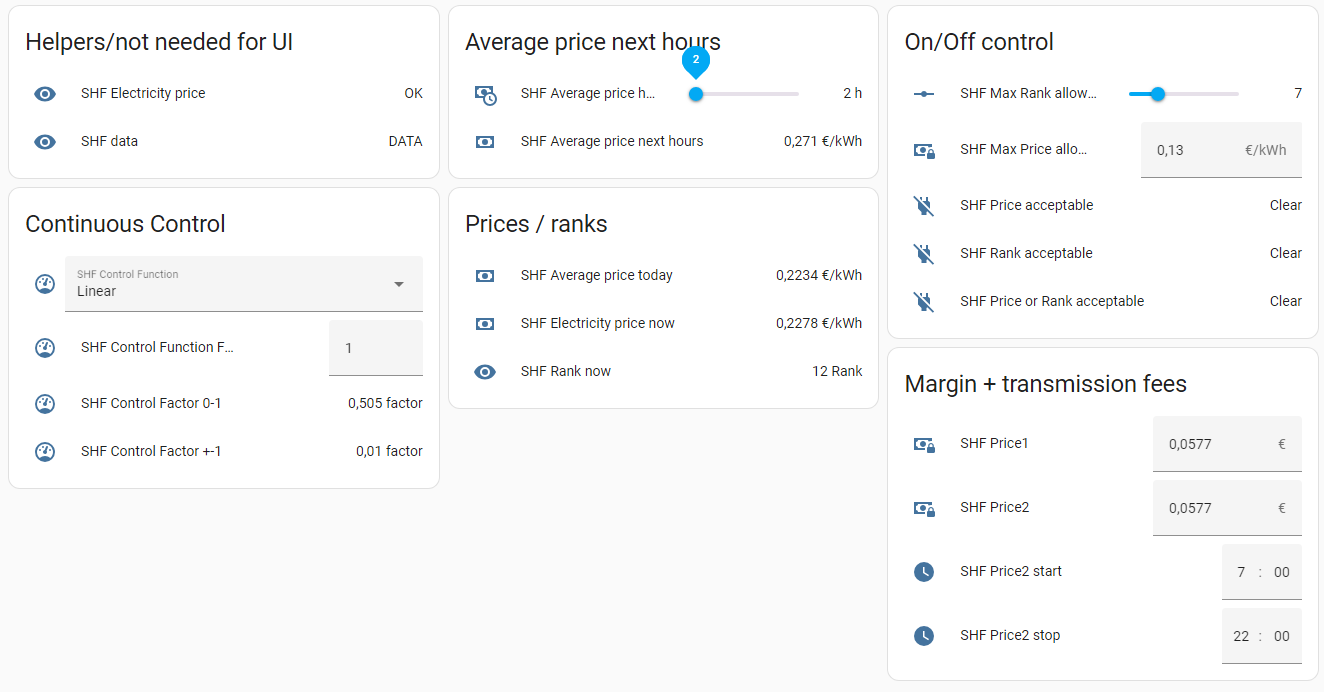 Helpers/not needed for UI
SHF Electricity price OK
SHF data DATA
Continuous Control
SHF Control Function
Linear
SHF Control Function F...
1
SHF Control Factor 0-1 0,505 factor
SHF Control Factor +-1 0,01 factor
Average price next hours
2
SHF Average price h... 2 h
SHF Average price next hours 0,271 €/kWh
Prices / ranks
SHF Average price today 0,2234 €/kWh
SHF Electricity price now 0,2278 €/kWh
SHF Rank now 12 Rank
On/Off control
SHF Max Rank allow... 7
SHF Max Price allo... 0,13 €/kWh
SHF Price acceptable Clear
SHF Rank acceptable Clear
SHF Price or Rank acceptable Clear
Margin + transmission fees
SHF Price1 0,0577 €
SHF Price2 0,0577 €
SHF Price2 start 7 : 00
SHF Price2 stop 22 : 00